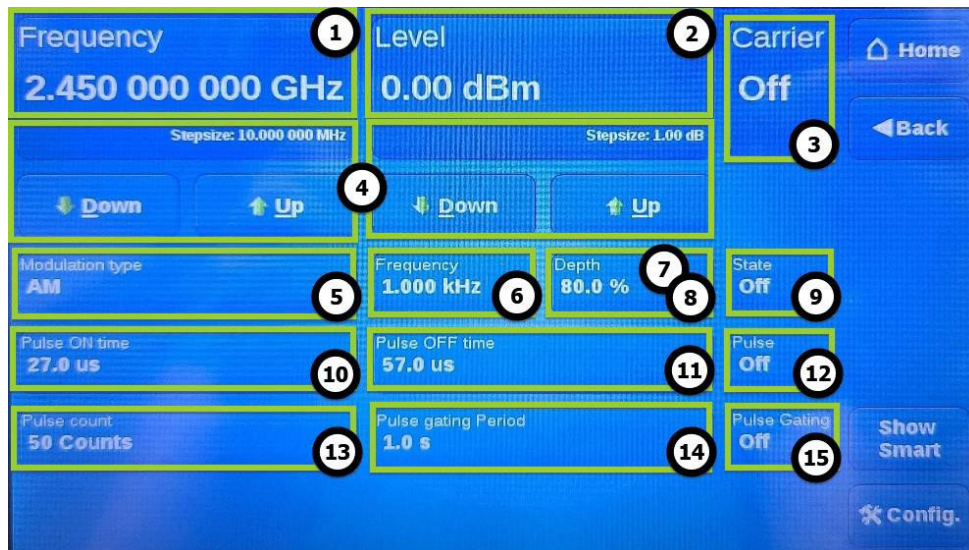 Frequency
1
2.450 000 000 GHz
Level
2
0.00 dBm
Carrier
Off
3
Home
Back
Stepsize: 10.000 000 MHz
Down
Up
4
Stepsize: 1.00 dB
Down
Up
Modulation type
AM
5
Frequency
1.000 kHz
6
Depth
80.0 %
7
8
State
Off
9
Pulse ON time
27.0 us
10
Pulse OFF time
57.0 us
11
Pulse
Off
12
Pulse count
50 Counts
13
Pulse gating Period
1.0 s
14
Pulse Gating
Off
15
Show
Smart
Config.